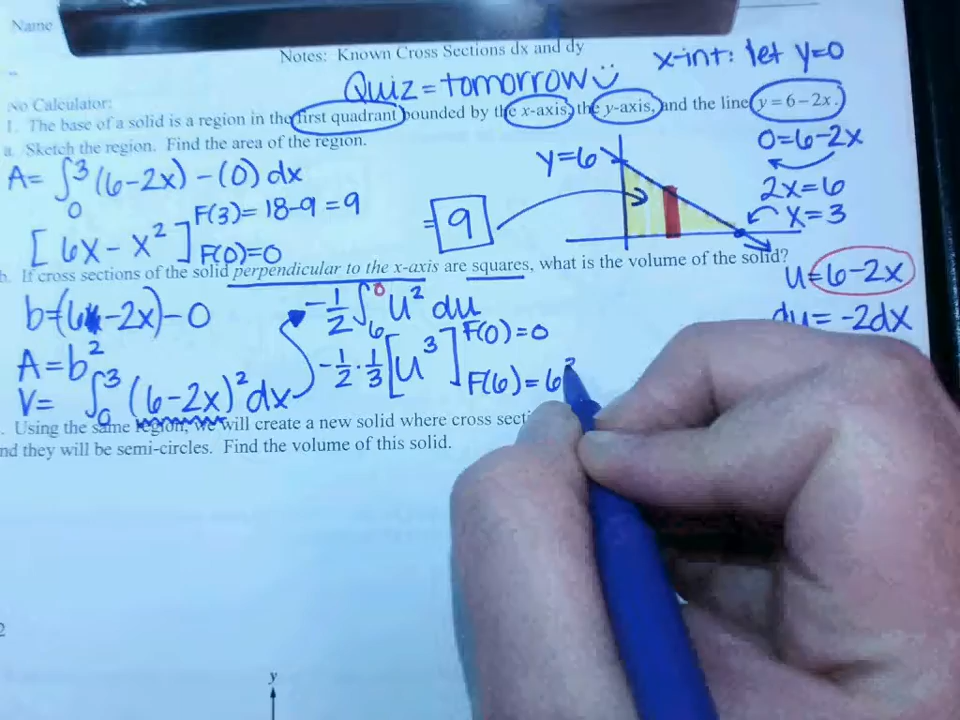 Name
Notes: Known Cross Sections dx and dy
x-int: let y=0
Quiz = tomorrow
No Calculator:
1. The base of a solid is a region in the first quadrant bounded by the x-axis, the y-axis, and the line y = 6 – 2x.
a. Sketch the region. Find the area of the region.
0=6-2x
2x=6
x=3
y=6
A= ∫₀³ (6-2x) - (0) dx
[6x - x²] F(3)= 18-9 = 9
F(0)=0
= 9
b. If cross sections of the solid perpendicular to the x-axis are squares, what is the volume of the solid?
u=6-2x
du = -2dx
b=(6-2x)-0
A=b²
V= ∫₀³ (6-2x)² dx
-1/2 ∫₆⁰ u² du
-1/2 · 1/3 [u³] F(0)=0
F(6)=6
. Using the same region, we will create a new solid where cross secti
nd they will be semi-circles. Find the volume of this solid.
2
y